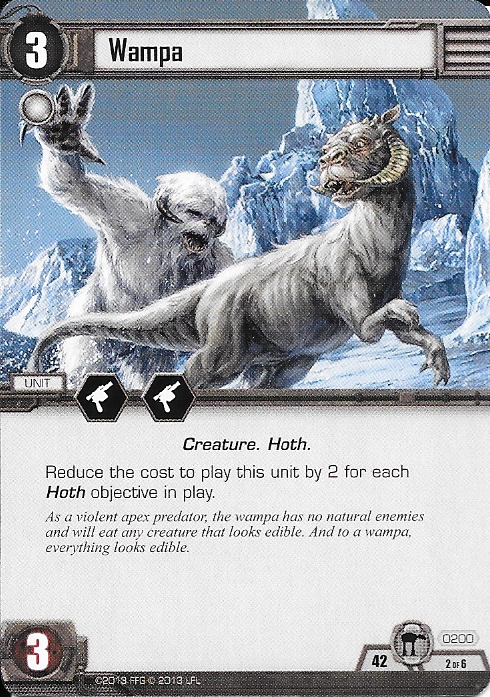 3
Wampa
UNIT
Creature. Hoth.
Reduce the cost to play this unit by 2 for each
Hoth objective in play.
As a violent apex predator, the wampa has no natural enemies
and will eat any creature that looks edible. And to a wampa,
everything looks edible.
3
©2013 FFG © 2013 LFL
42
0200
2 OF 6